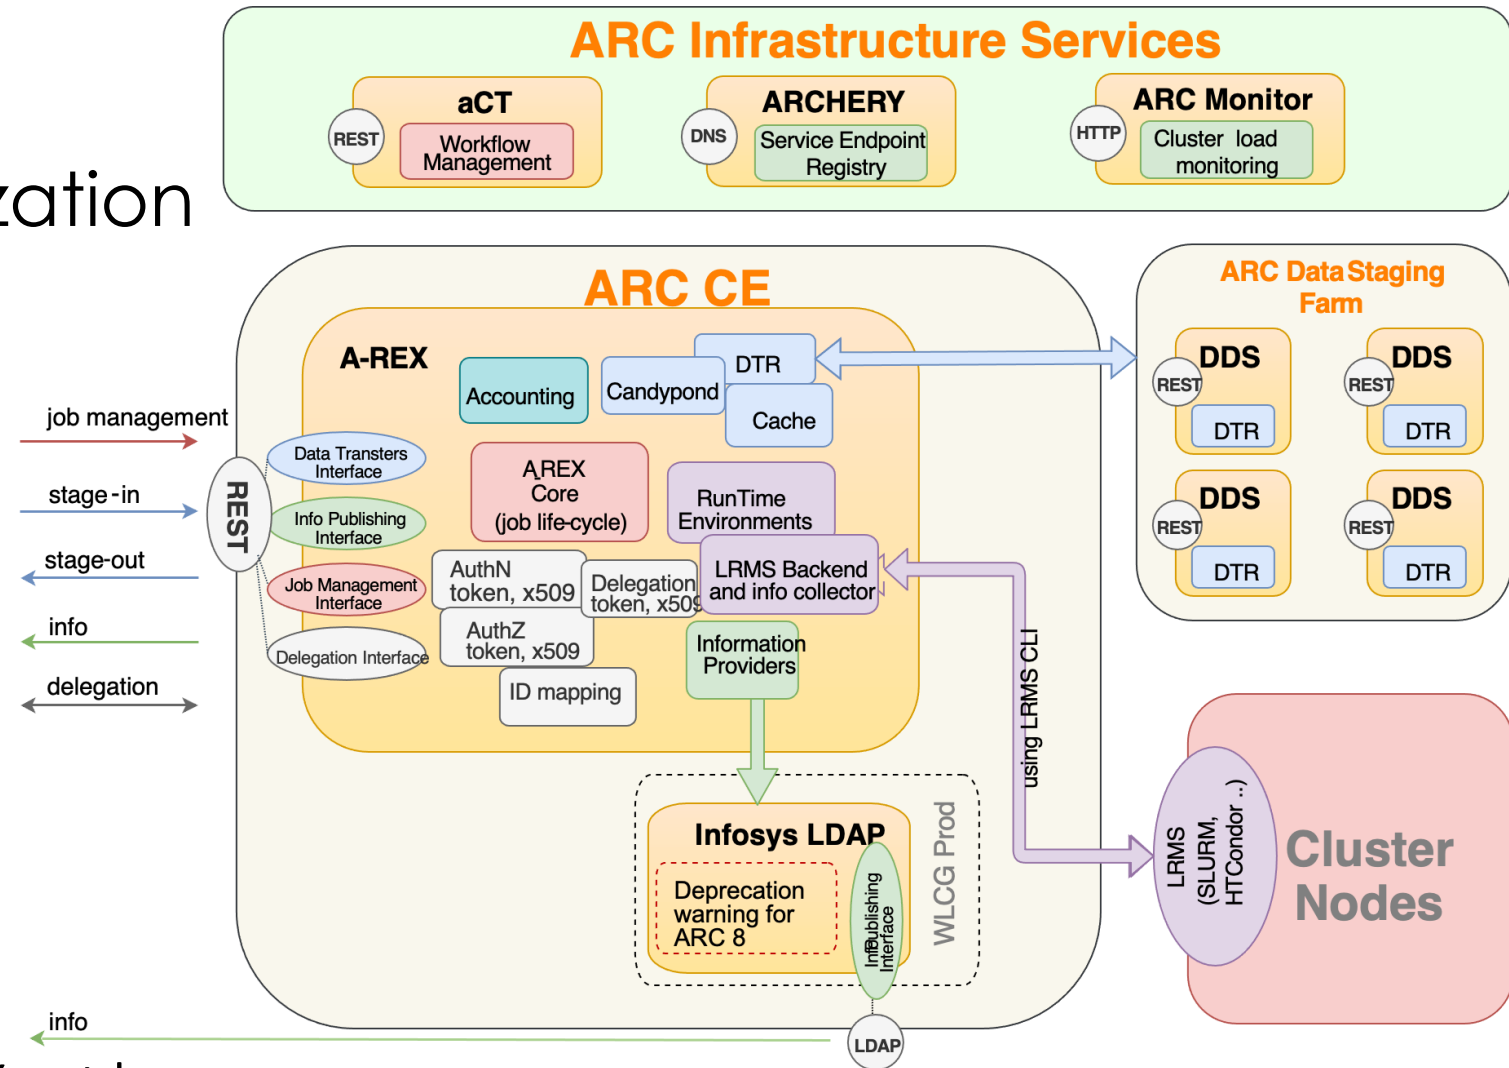 ARC Infrastructure Services
aCT
REST
Workflow
Management
ARCHERY
DNS
Service Endpoint
Registry
ARC Monitor
HTTP
Cluster load
monitoring
zation
ARC CE
A-REX
Accounting
Candypond
DTR
Cache
A-REX
Core
(job life-cycle)
RunTime
Environments
LRMS Backend
and info collector
AuthN
token, x509
Delegation
token, x509
AuthZ
token, x509
ID mapping
Information
Providers
job management
stage-in
stage-out
info
delegation
REST
Data Transters
Interface
Info Publishing
Interface
Job Management
Interface
Delegation Interface
ARC Data Staging
Farm
DDS
REST
DTR
DDS
REST
DTR
DDS
REST
DTR
DDS
REST
DTR
using LRMS CLI
LRMS
(SLURM,
HTCondor ..)
Cluster
Nodes
Infosys LDAP
Deprecation
warning for
ARC 8
Info Publishing
Interface
WLCG Prod
info
LDAP